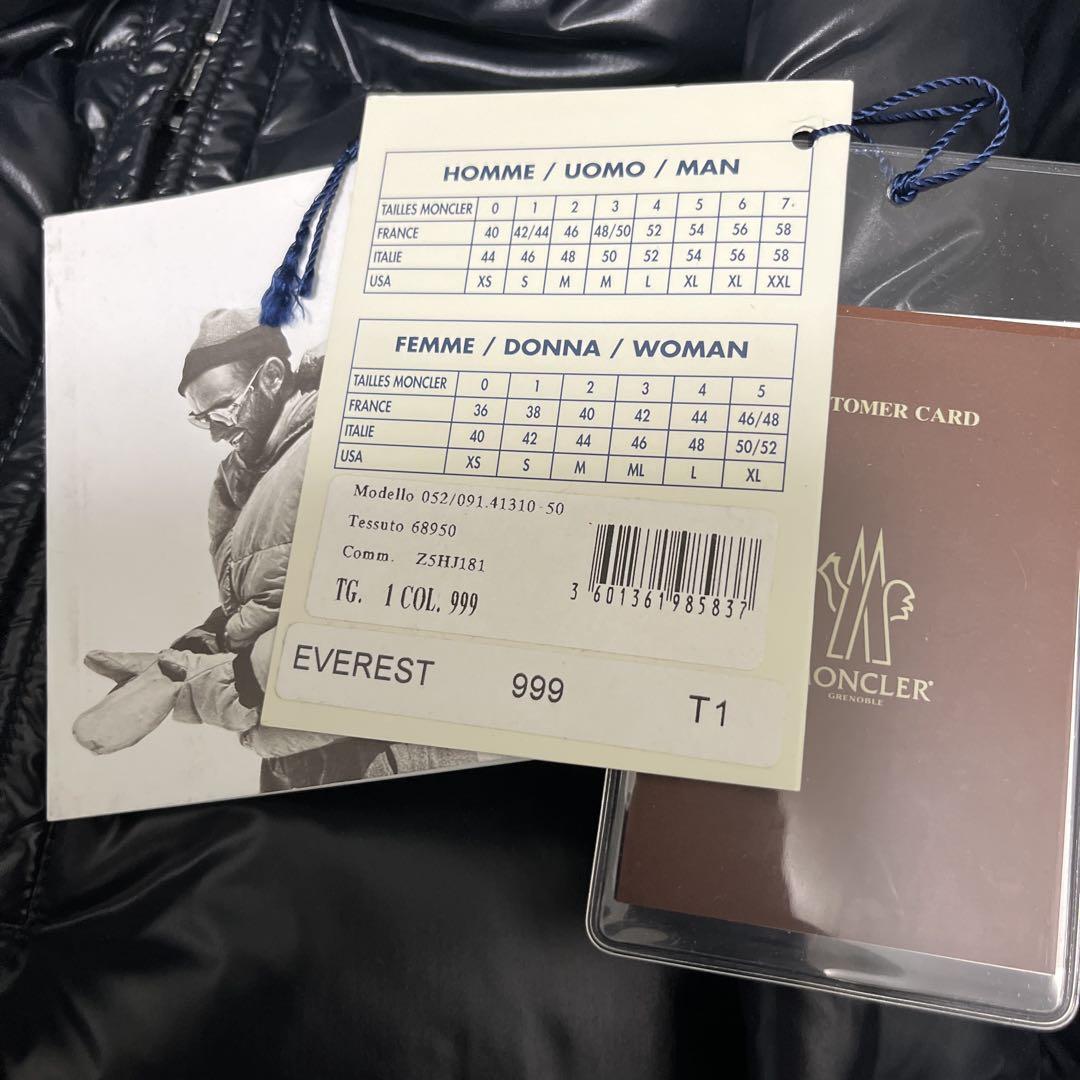 HOMME / UOMO / MAN
TAILLES MONCLER 0 1 2 3 4 5 6 7
FRANCE 40 42/44 46 48/50 52 54 56 58
ITALIE 44 46 48 50 52 54 56 58
USA XS S M M L XL XL XXL
FEMME / DONNA / WOMAN
TAILLES MONCLER 0 1 2 3 4 5
FRANCE 36 38 40 42 44 46/48
ITALIE 40 42 44 46 48 50/52
USA XS S M ML L XL
Modello 052/091.41310-50
Tessuto 68950
Comm. Z5HJ181
TG. 1 COL. 999
3 601361 985837
EVEREST 999 T1
TOMER CARD
MONCLER
GRENOBLE